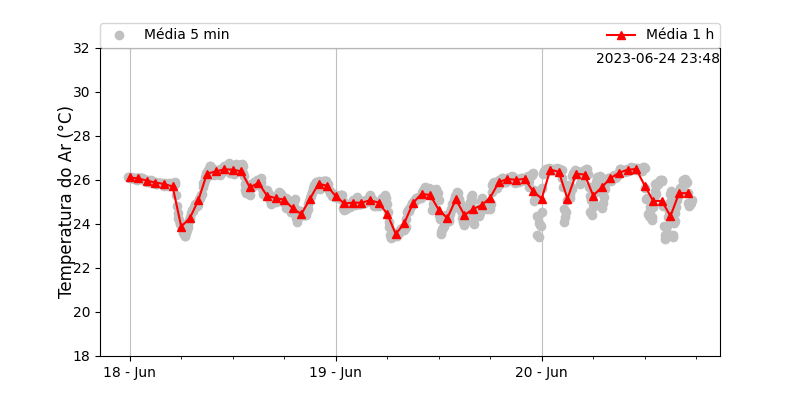 Média 5 min
Média 1 h
2023-06-24 23:48
Temperatura do Ar (°C)
32
30
28
26
24
22
20
18
18 - Jun
19 - Jun
20 - Jun